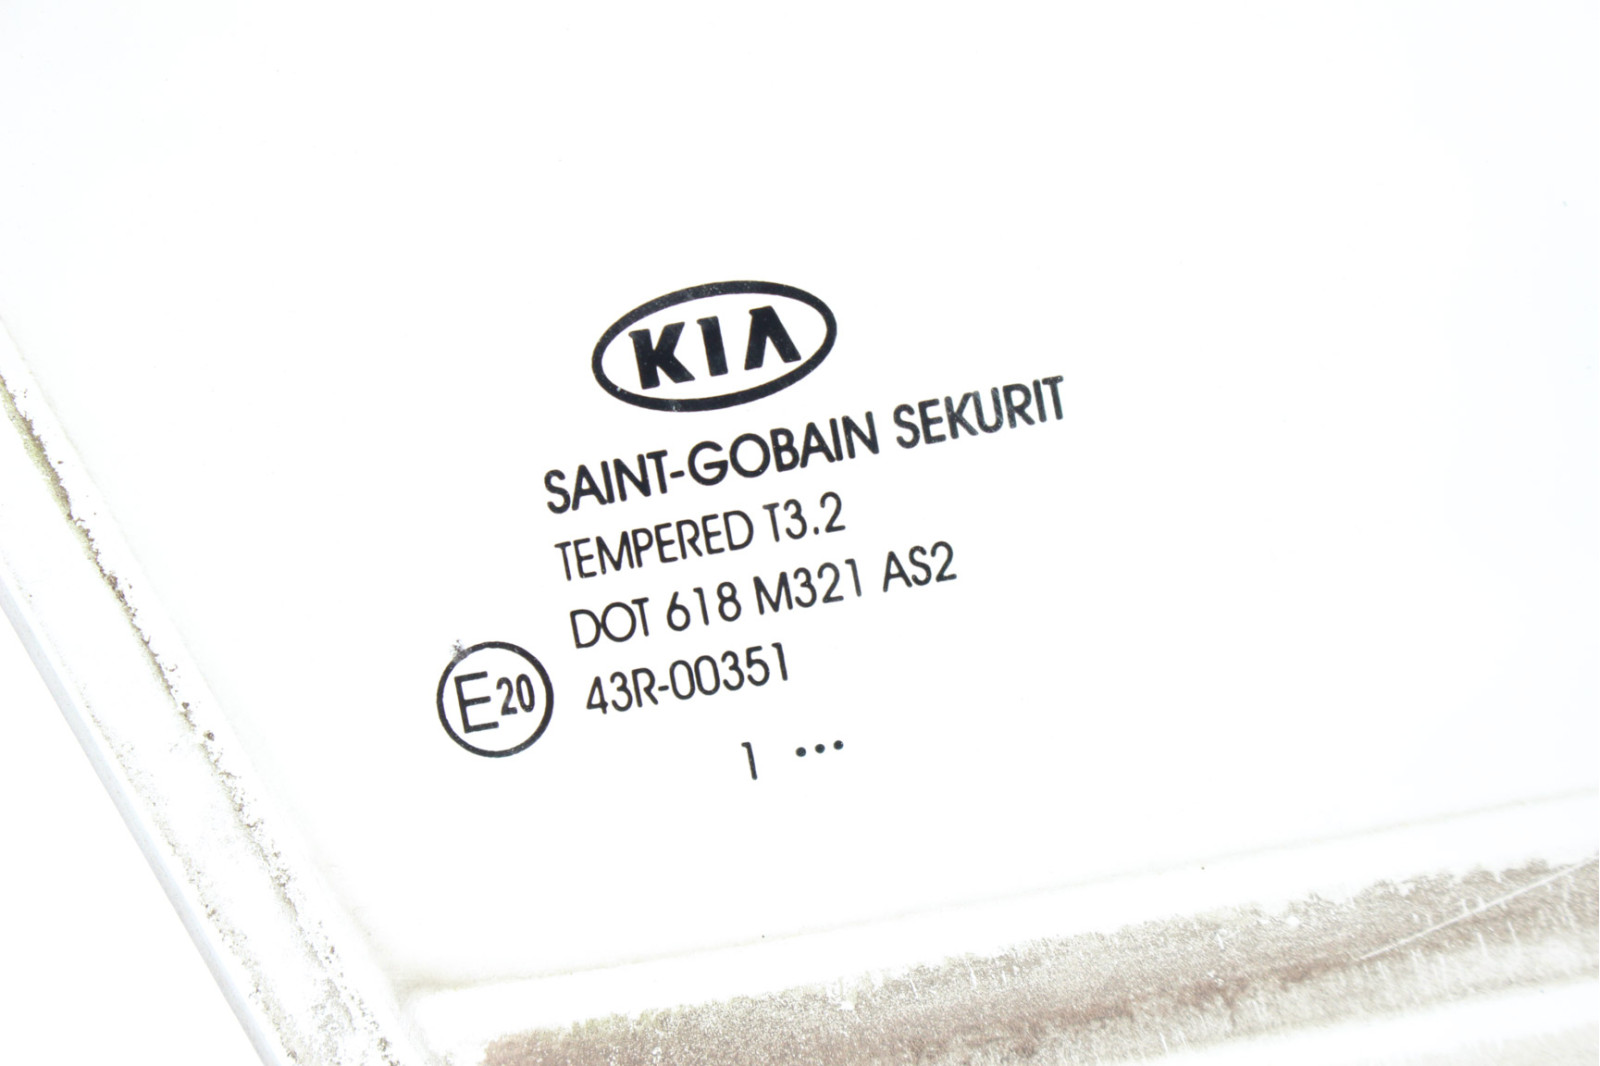 KIA
SAINT-GOBAIN SEKURIT
TEMPERED T3.2
DOT 618 M321 AS2
E20 43R-00351
1 •••